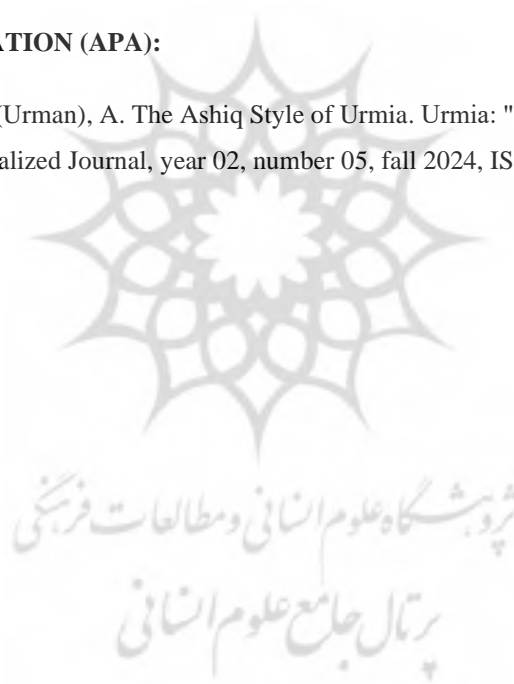 ATION (APA):
(Urman), A. The Ashiq Style of Urmia. Urmia: "
alized Journal, year 02, number 05, fall 2024, IS
پژوهشگاه علوم انسانی و مطالعات فرهنگی
پرتال جامع علوم انسانی